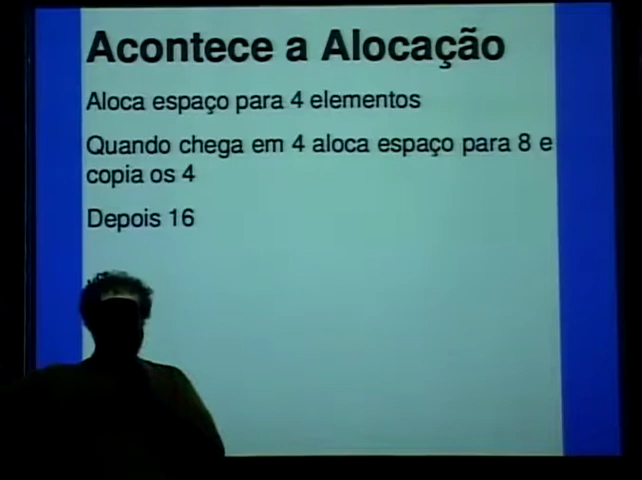 Acontece a Alocação
Aloca espaço para 4 elementos
Quando chega em 4 aloca espaço para 8 e
copia os 4
Depois 16